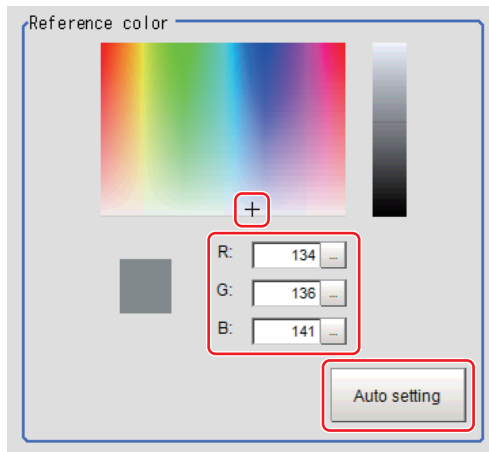 Reference color
R: 134 ...
G: 136 ...
B: 141 ...
Auto setting